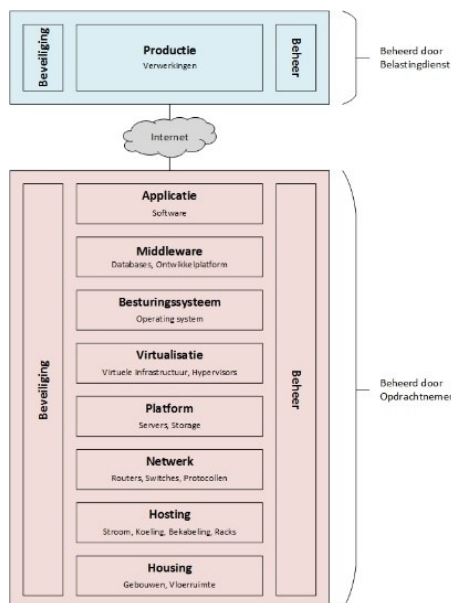 Beveiliging
Productie
Verwerkingen
Beheer
Beheerd door
Belastingdienst
Internet
Beveiliging
Applicatie
Software
Middleware
Databases, Ontwikkelplatform
Besturingssysteem
Operating system
Virtualisatie
Virtuele Infrastructuur, Hypervisors
Platform
Servers, Storage
Netwerk
Routers, Switches, Protocollen
Hosting
Stroom, Koeling, Bekabeling, Racks
Housing
Gebouwen, Vloerruimte
Beheer
Beheerd door
Opdrachtnemer